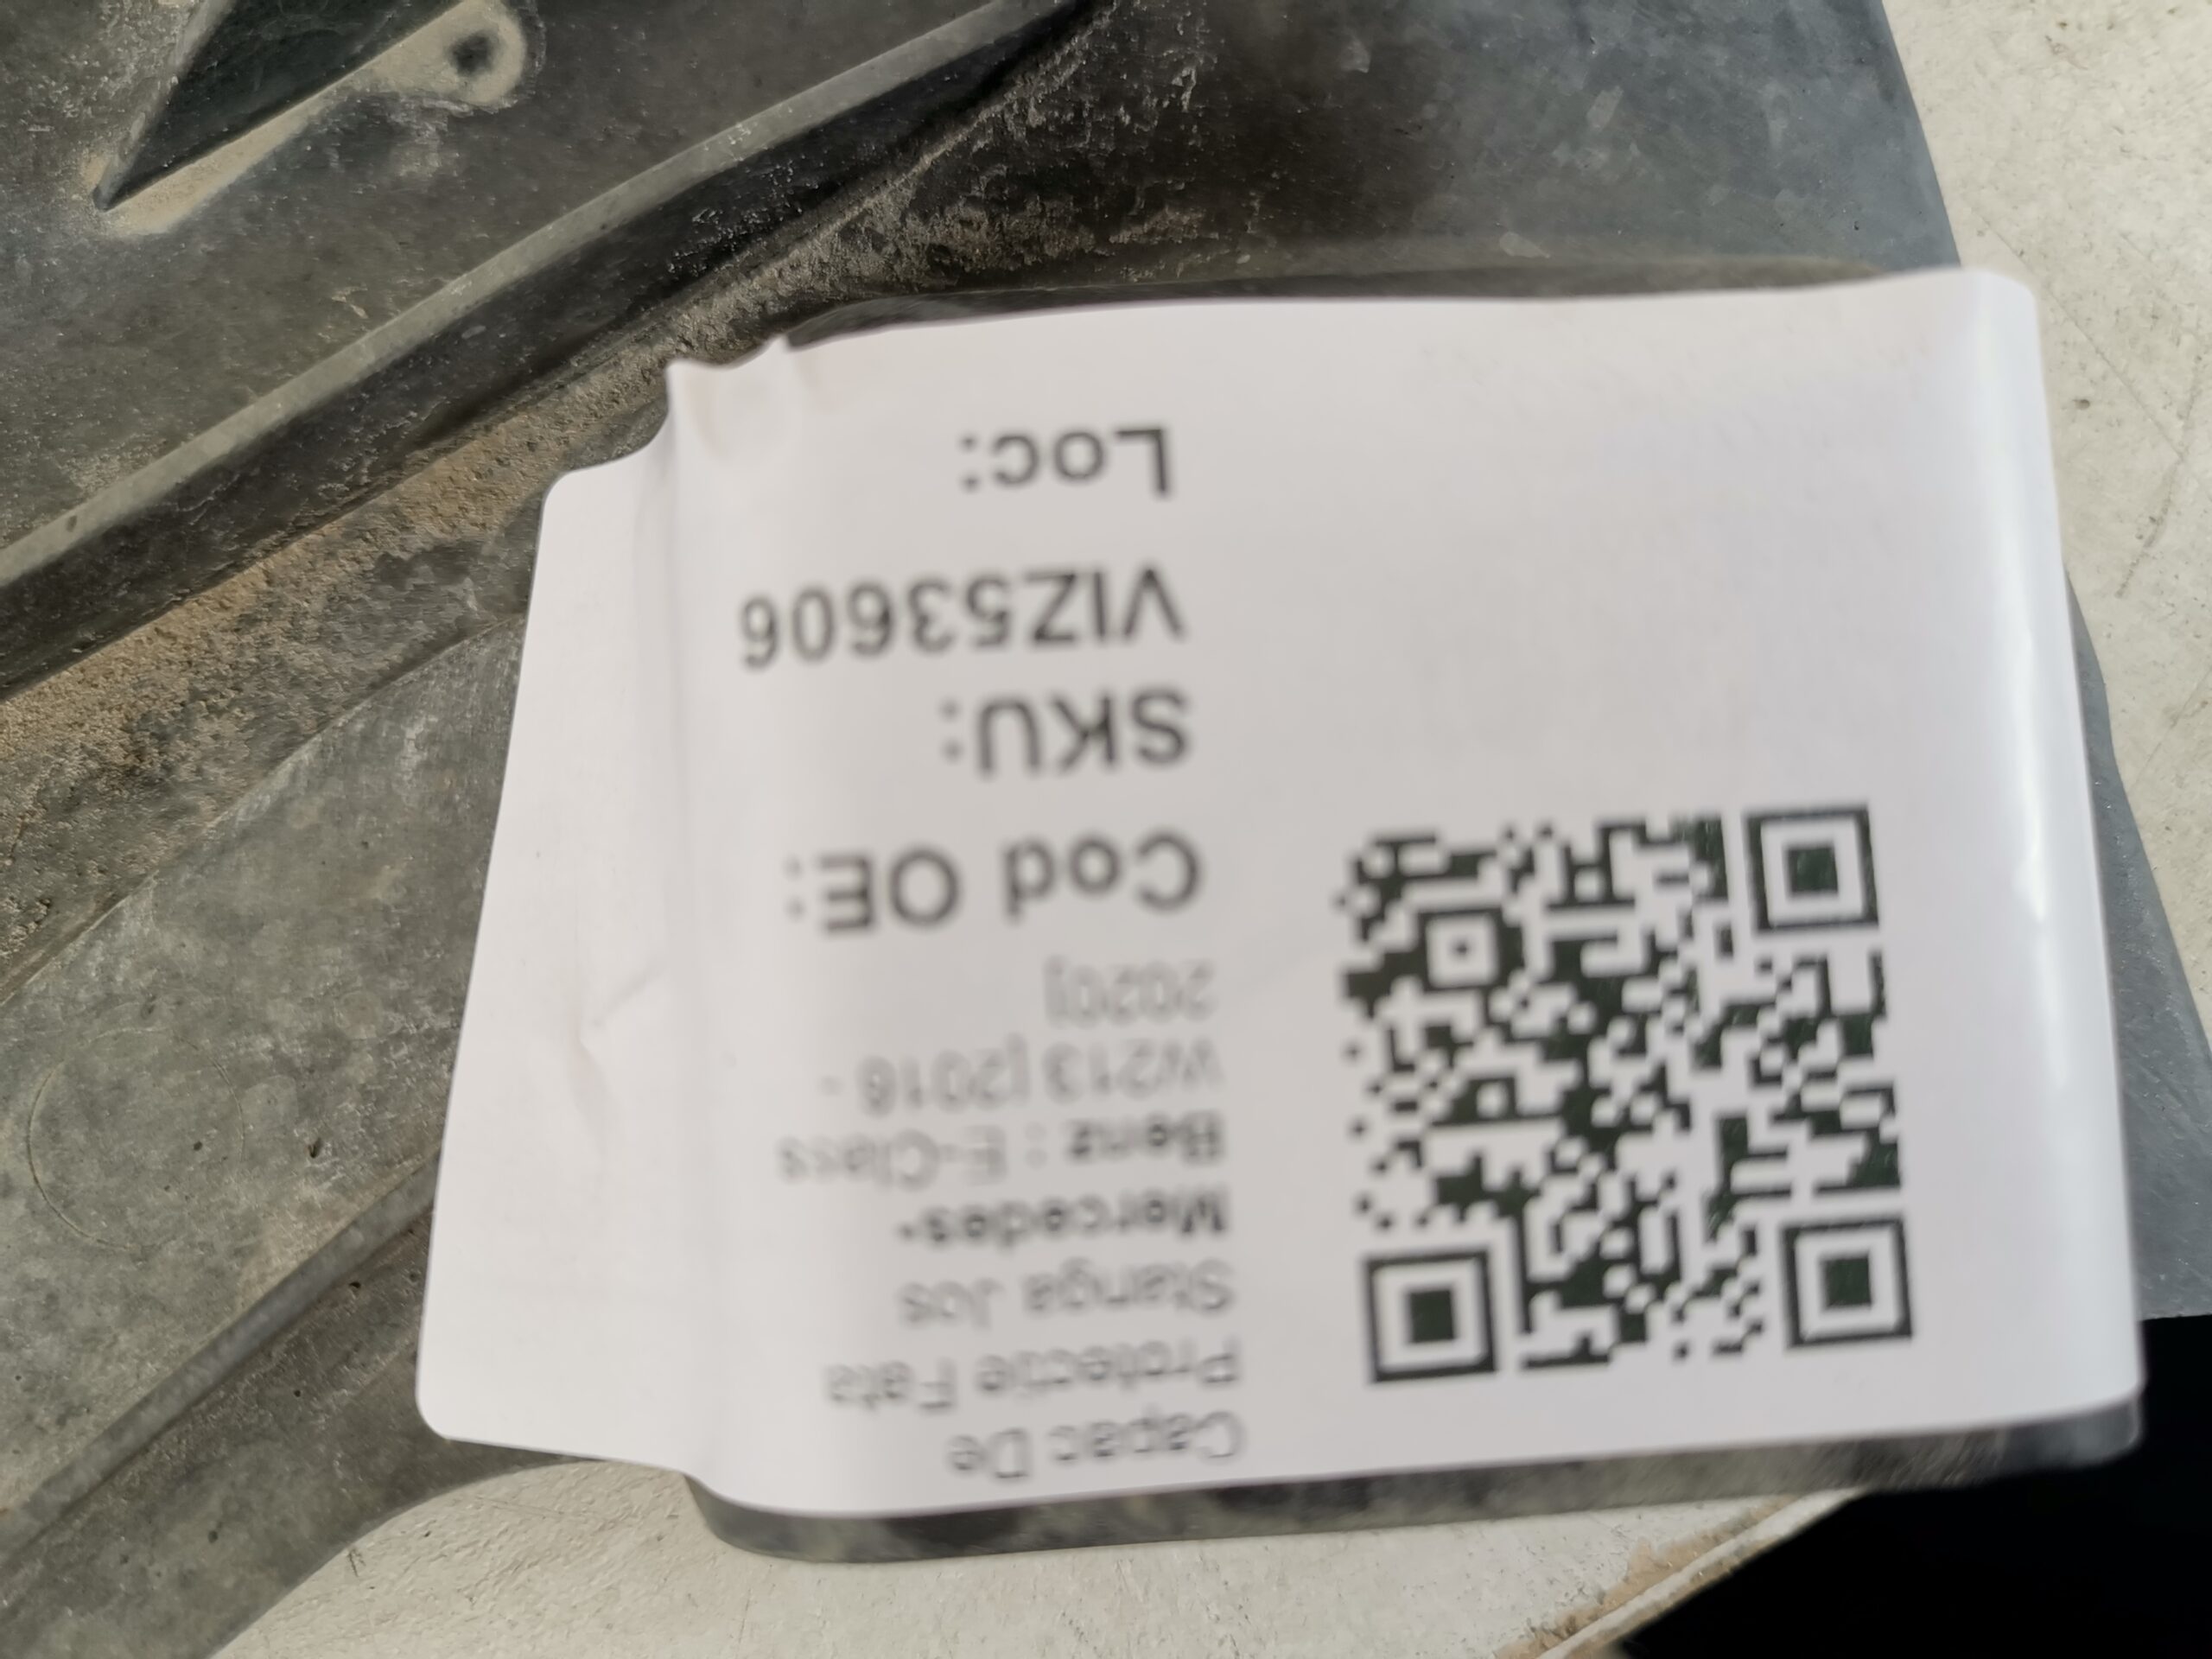 Capac De
Protectie Fata
Stanga Jos
Mercedes-
Benz : E-Class
W213 [2016 -
2020]
Cod OE:
SKU:
VIZ53606
Loc: